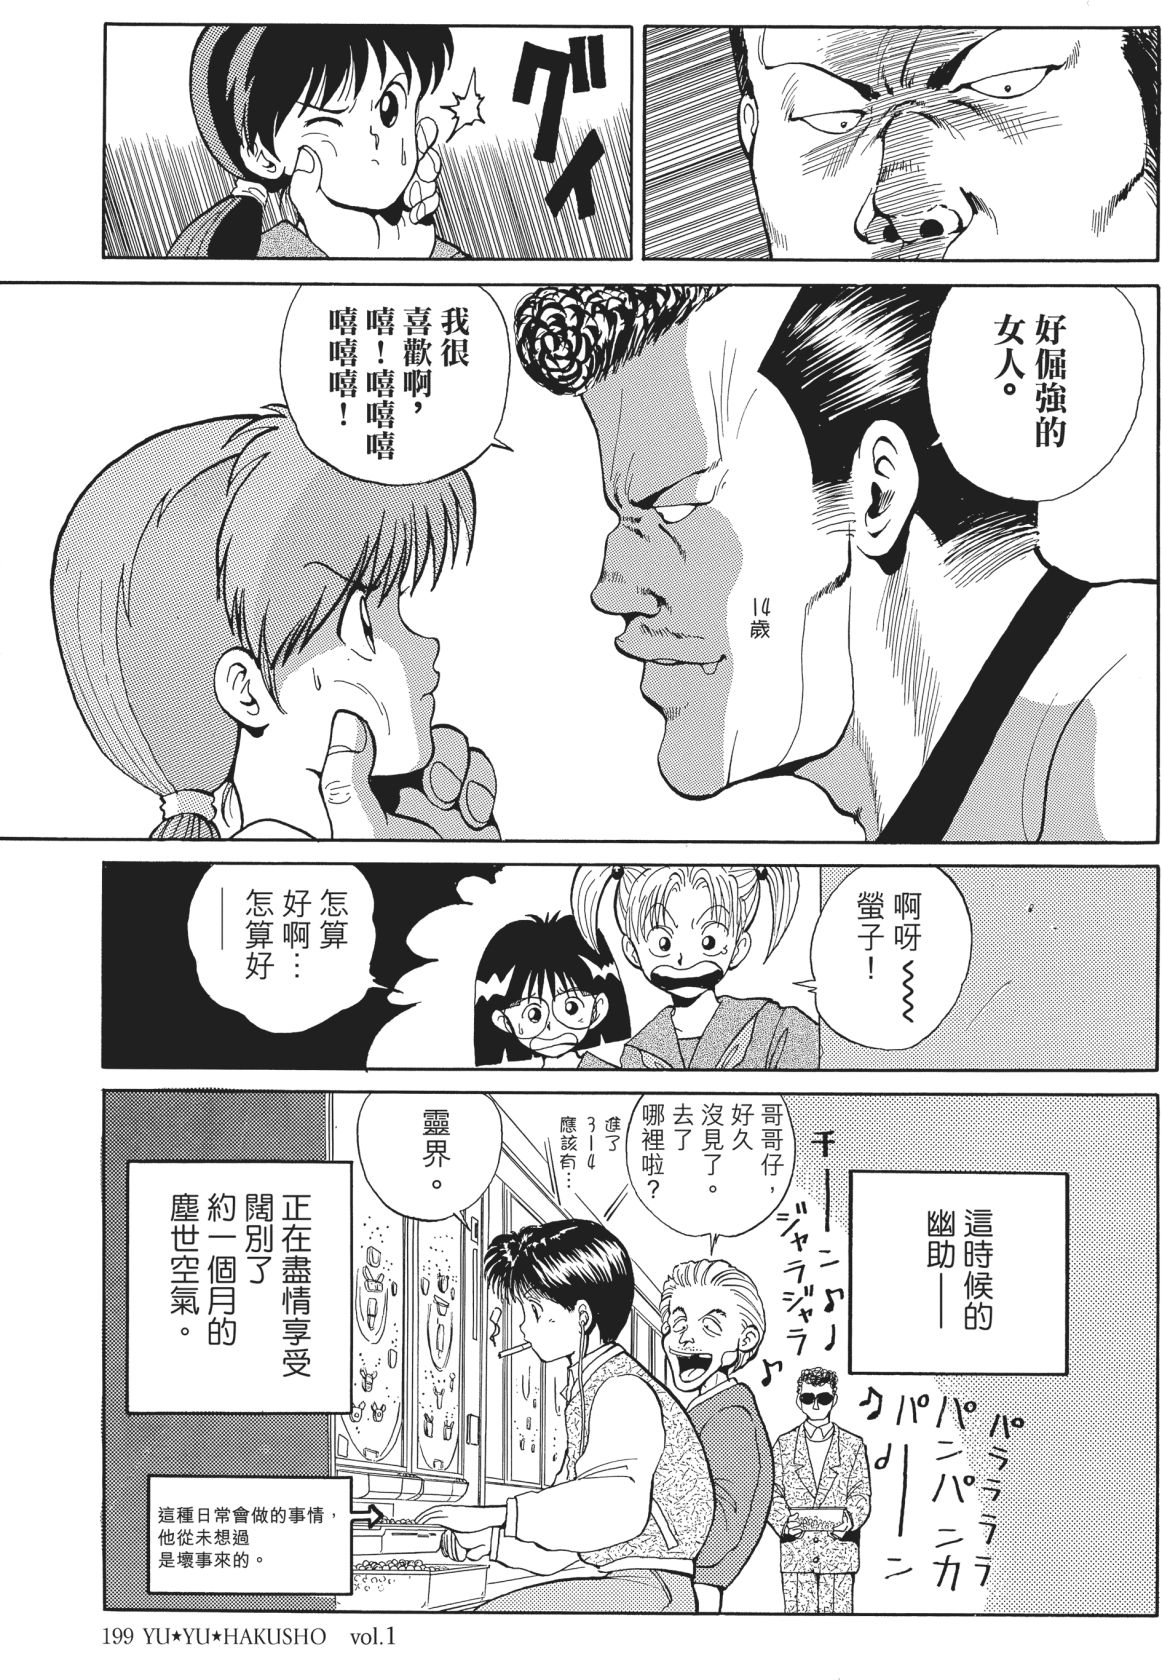 グイ
好倔強的
女人。
我很
喜歡啊，
嘻！嘻嘻嘻
嘻嘻嘻！
14歲
啊呀
螢子！
怎算
好啊…
怎算好
──
這時候的
幽助──
チーーン♪♩
ジャラジャラ
♪
パララララ
パンパンカ
パーーン
♫
♪
哥哥仔，
好久
沒見了。
去了
哪裡啦？
進了
314
應該有…
靈界。
正在盡情享受
闊別了
約一個月的
塵世空氣。
這種日常會做的事情，
他從未想過
是壞事來的。
199 YU★YU★HAKUSHO vol.1